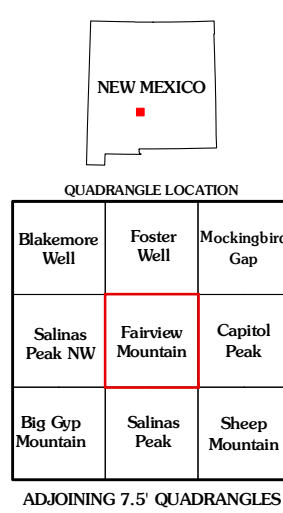 NEW MEXICO
QUADRANGLE LOCATION
Blakemore
Well
Foster
Well
Mockingbird
Gap
Salinas
Peak NW
Fairview
Mountain
Capitol
Peak
Big Gyp
Mountain
Salinas
Peak
Sheep
Mountain
ADJOINING 7.5' QUADRANGLES